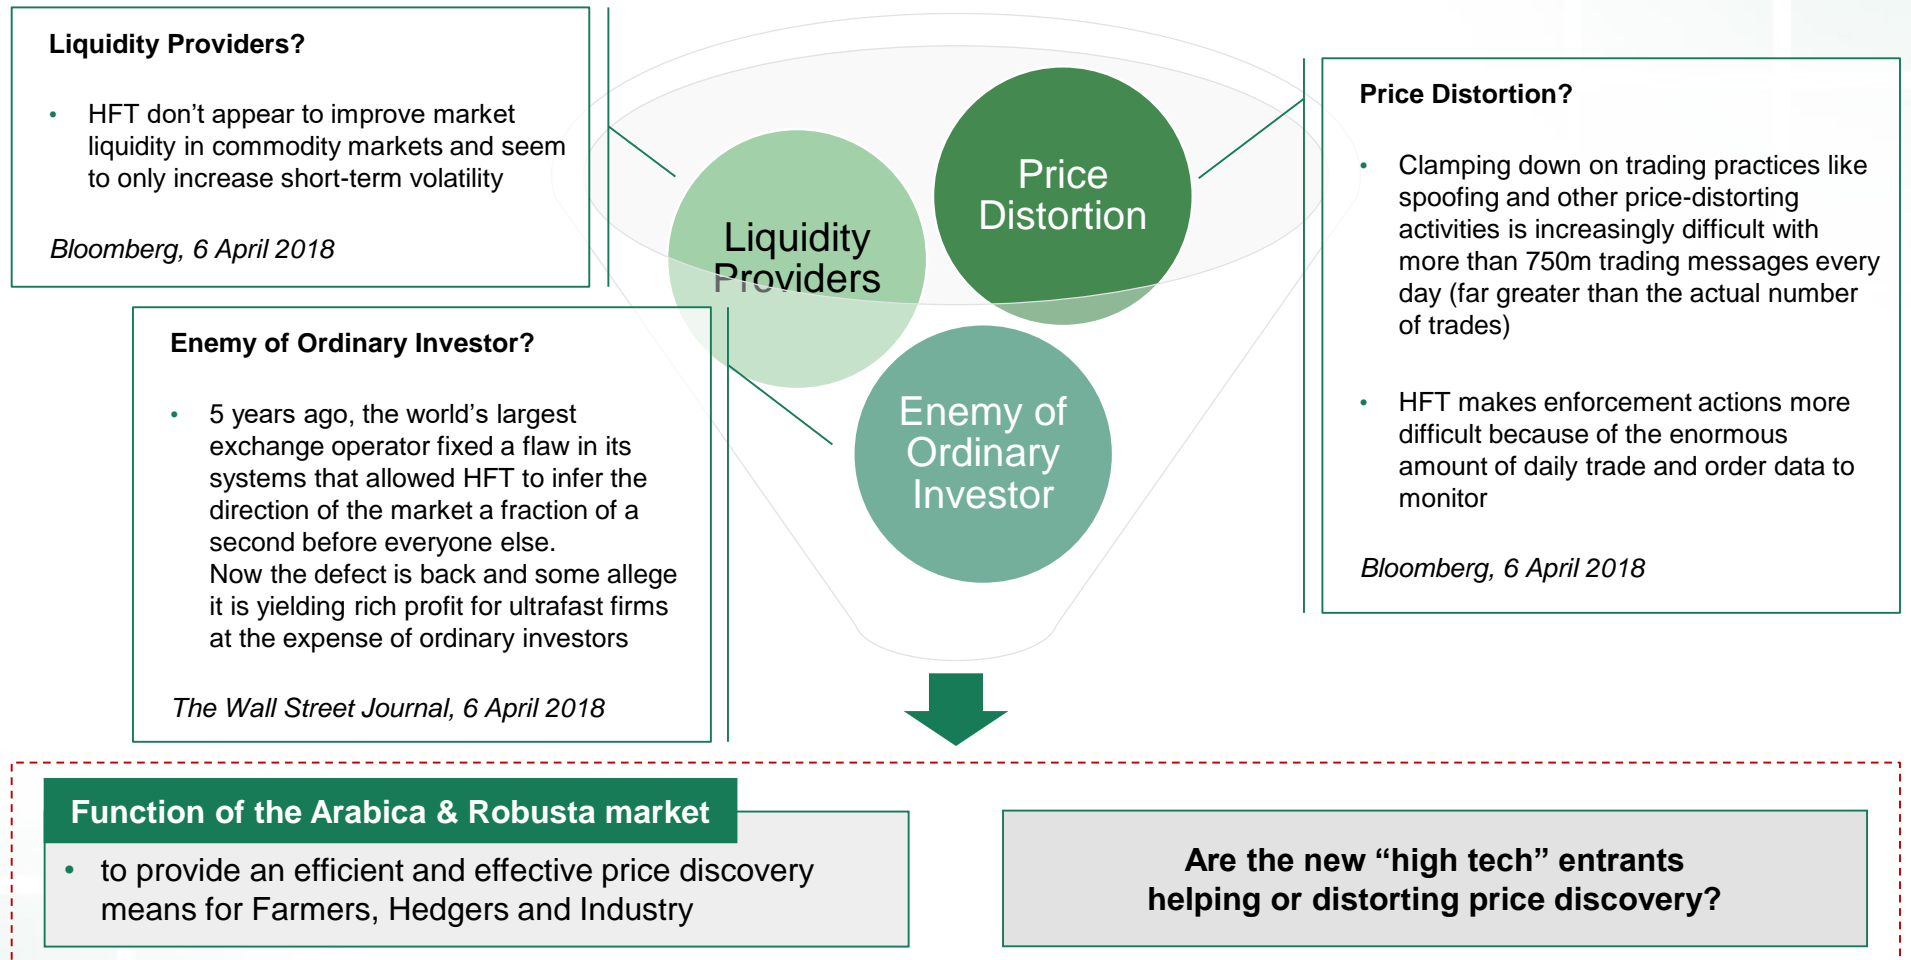 Liquidity Providers?
• HFT don’t appear to improve market
liquidity in commodity markets and seem
to only increase short-term volatility
Bloomberg, 6 April 2018
Enemy of Ordinary Investor?
• 5 years ago, the world’s largest
exchange operator fixed a flaw in its
systems that allowed HFT to infer the
direction of the market a fraction of a
second before everyone else.
Now the defect is back and some allege
it is yielding rich profit for ultrafast firms
at the expense of ordinary investors
The Wall Street Journal, 6 April 2018
Liquidity
Providers
Price
Distortion
Enemy of
Ordinary
Investor
Price Distortion?
• Clamping down on trading practices like
spoofing and other price-distorting
activities is increasingly difficult with
more than 750m trading messages every
day (far greater than the actual number
of trades)
• HFT makes enforcement actions more
difficult because of the enormous
amount of daily trade and order data to
monitor
Bloomberg, 6 April 2018
Function of the Arabica & Robusta market
• to provide an efficient and effective price discovery
means for Farmers, Hedgers and Industry
Are the new “high tech” entrants
helping or distorting price discovery?